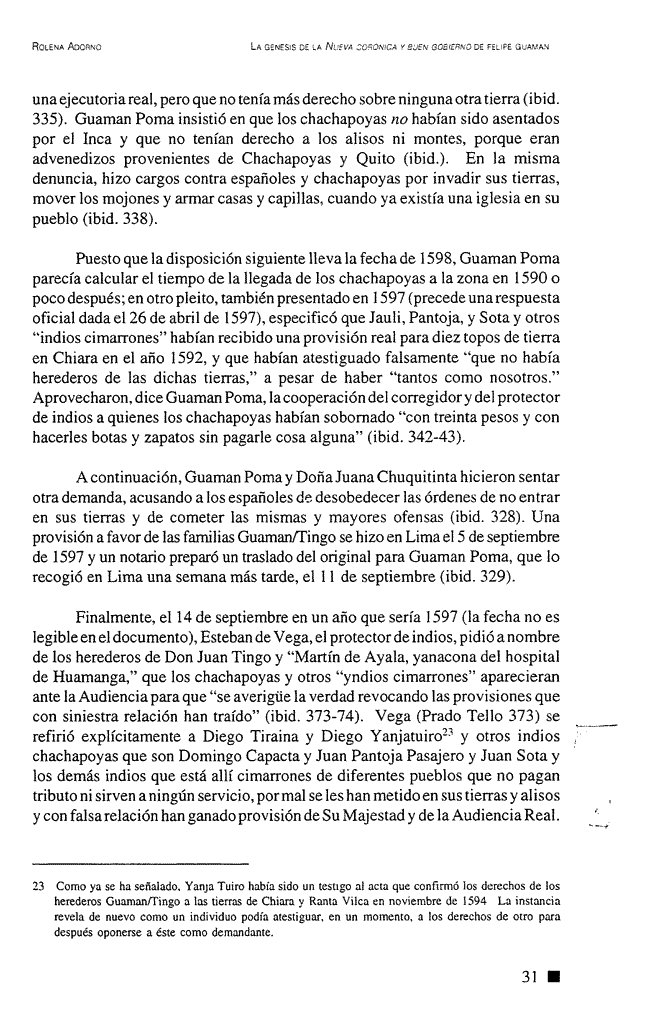 ROLENA ADORNO LA GENESIS DE LA NUEVA CORONICA Y BUEN GOBIERNO DE FELIPE GUAMAN
una ejecutoria real, pero que no tenía más derecho sobre ninguna otra tierra (ibid.
335). Guaman Poma insistió en que los chachapoyas no habían sido asentados
por el Inca y que no tenían derecho a los alisos ni montes, porque eran
advenedizos provenientes de Chachapoyas y Quito (ibid.). En la misma
denuncia, hizo cargos contra españoles y chachapoyas por invadir sus tierras,
mover los mojones y armar casas y capillas, cuando ya existía una iglesia en su
pueblo (ibid. 338).
Puesto que la disposición siguiente lleva la fecha de 1598, Guaman Poma
parecía calcular el tiempo de la llegada de los chachapoyas a la zona en 1590 o
poco después; en otro pleito, también presentado en 1597 (precede una respuesta
oficial dada el 26 de abril de 1597), especificó que Jauli, Pantoja, y Sota y otros
“indios cimarrones” habían recibido una provisión real para diez topos de tierra
en Chiara en el año 1592, y que habían atestiguado falsamente “que no había
herederos de las dichas tierras,” a pesar de haber “tantos como nosotros.”
Aprovecharon, dice Guaman Poma, la cooperación del corregidor y del protector
de indios a quienes los chachapoyas habían sobornado “con treinta pesos y con
hacerles botas y zapatos sin pagarle cosa alguna” (ibid. 342-43).
A continuación, Guaman Poma y Doña Juana Chuquitinta hicieron sentar
otra demanda, acusando a los españoles de desobedecer las órdenes de no entrar
en sus tierras y de cometer las mismas y mayores ofensas (ibid. 328). Una
provisión a favor de las familias Guaman/Tingo se hizo en Lima el 5 de septiembre
de 1597 y un notario preparó un traslado del original para Guaman Poma, que lo
recogió en Lima una semana más tarde, el 11 de septiembre (ibid. 329).
Finalmente, el 14 de septiembre en un año que sería 1597 (la fecha no es
legible en el documento), Esteban de Vega, el protector de indios, pidió a nombre
de los herederos de Don Juan Tingo y “Martín de Ayala, yanacona del hospital
de Huamanga,” que los chachapoyas y otros “yndios cimarrones” aparecieran
ante la Audiencia para que “se averigüe la verdad revocando las provisiones que
con siniestra relación han traído” (ibid. 373-74). Vega (Prado Tello 373) se
refirió explícitamente a Diego Tiraina y Diego Yanjatuiro23 y otros indios
chachapoyas que son Domingo Capacta y Juan Pantoja Pasajero y Juan Sota y
los demás indios que está allí cimarrones de diferentes pueblos que no pagan
tributo ni sirven a ningún servicio, por mal se les han metido en sus tierras y alisos
y con falsa relación han ganado provisión de Su Majestad y de la Audiencia Real.
23 Como ya se ha señalado, Yanja Tuiro había sido un testigo al acta que confirmó los derechos de los
herederos Guaman/Tingo a las tierras de Chiara y Ranta Vilca en noviembre de 1594 La instancia
revela de nuevo como un individuo podía atestiguar, en un momento, a los derechos de otro para
después oponerse a éste como demandante.
31